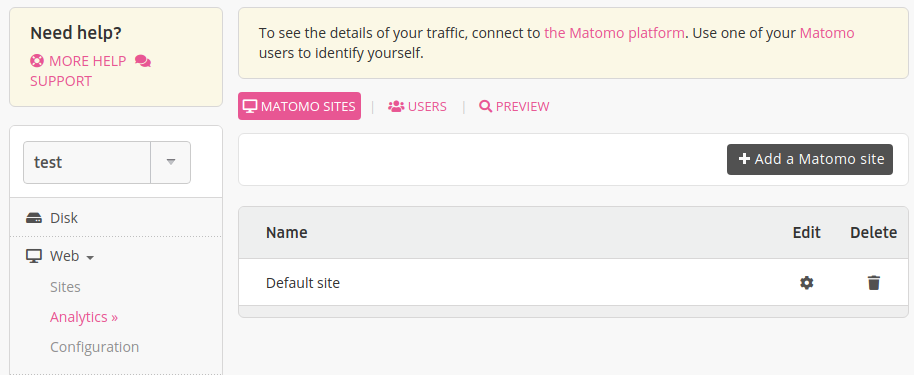 Need help?
MORE HELP
SUPPORT
test
Disk
Web
Sites
Analytics »
Configuration
To see the details of your traffic, connect to the Matomo platform. Use one of your Matomo
users to identify yourself.
MATOMO SITES | USERS | PREVIEW
+ Add a Matomo site
Name Edit Delete
Default site